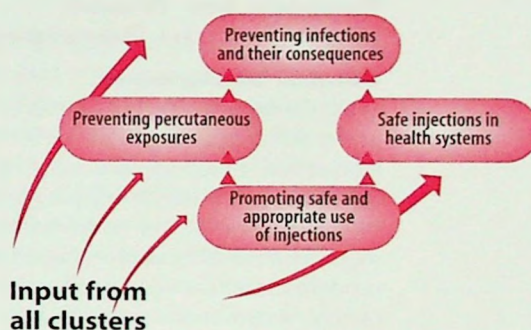 Preventing infections
and their consequences
Preventing percutaneous
exposures
Safe injections in
health systems
Promoting safe and
appropriate use
of injections
Input from
all clusters